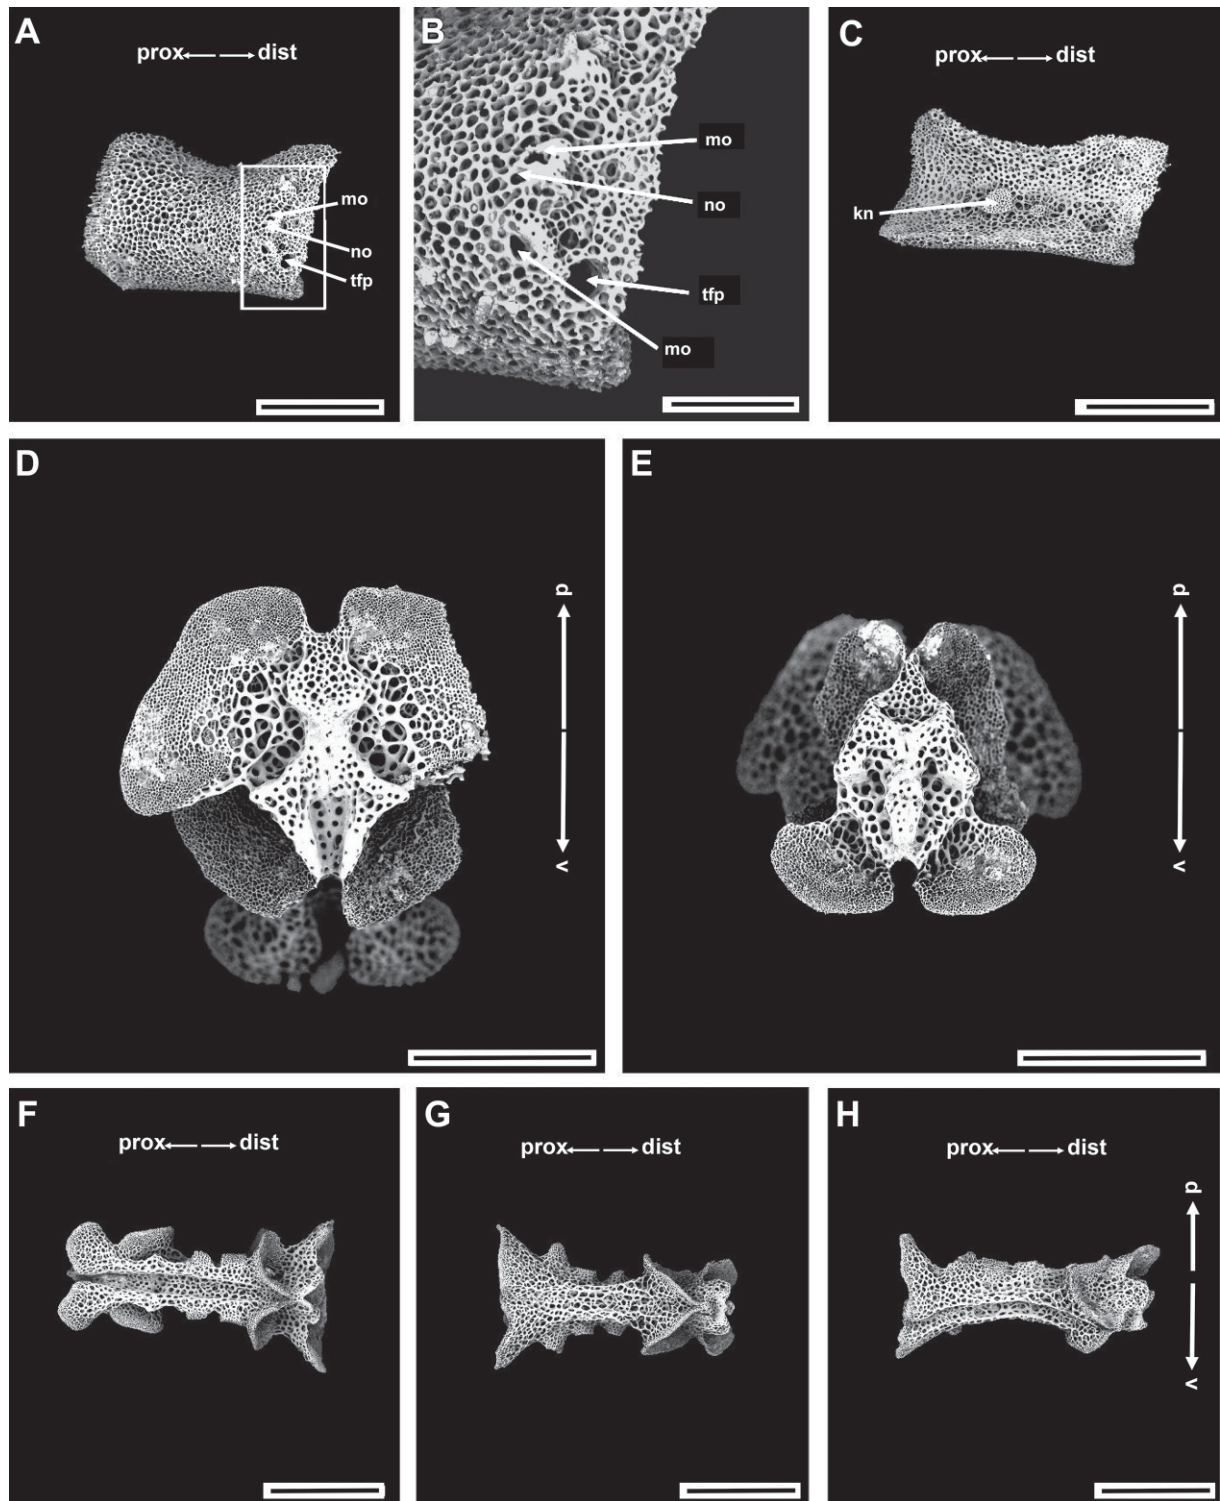 A
prox dist
mo
no
tfp
B
mo
no
tfp
mo
C
prox dist
kn
D
d
v
E
d
v
F
prox dist
G
prox dist
H
prox dist
d
v